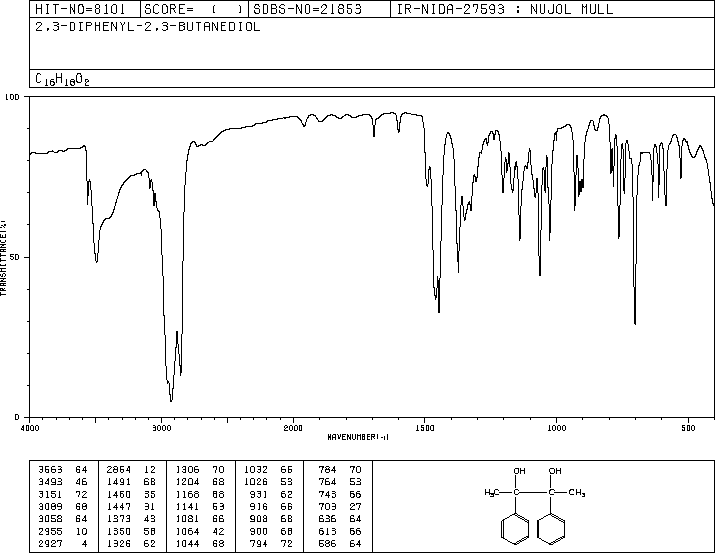 HIT-NO=8101 SCORE= ( ) SDBS-NO=21853 IR-NIDA-27593 : NUJOL MULL
2,3-DIPHENYL-2,3-BUTANEDIOL
C16H18O2
100
50
0
TRANSMITTANCE(%)
4000 3000 2000 1500 1000 500
WAVENUMBER(-1)
3563 64 2854 12 1306 70 1032 66 784 70
3493 46 1491 68 1204 68 1026 53 764 53
3151 72 1460 35 1168 68 931 62 743 66
3089 68 1447 31 1141 53 916 66 703 27
3058 64 1373 43 1081 66 908 68 636 64
2955 10 1350 58 1064 42 900 68 613 66
2927 4 1326 62 1044 68 794 72 586 64
OH OH
H3C C C CH3